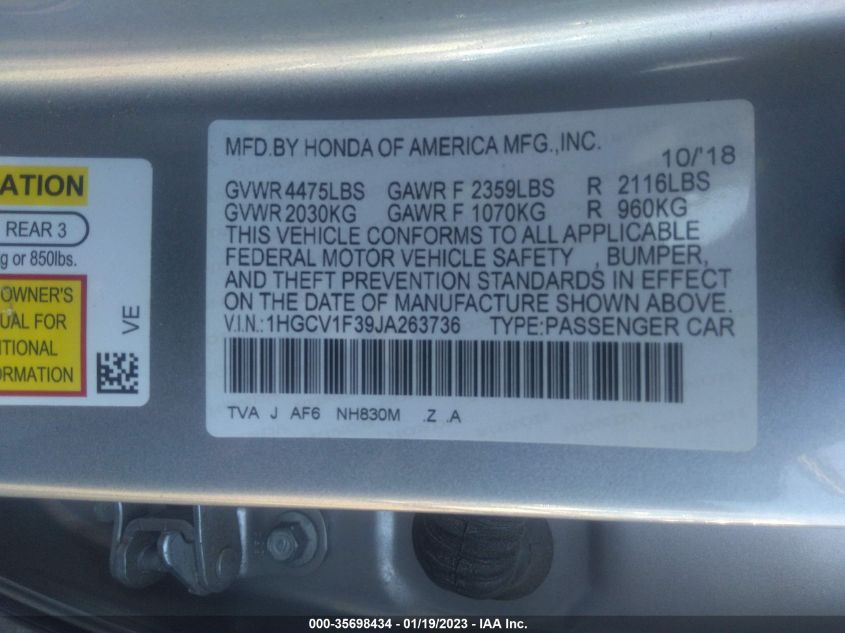 ATION
REAR 3
g or 850lbs.
OWNER'S
UAL FOR
ITIONAL
ORMATION
VE
MFD.BY HONDA OF AMERICA MFG.,INC.
10/'18
GVWR 4475LBS GAWR F 2359LBS R 2116LBS
GVWR 2030KG GAWR F 1070KG R 960KG
THIS VEHICLE CONFORMS TO ALL APPLICABLE
FEDERAL MOTOR VEHICLE SAFETY , BUMPER,
AND THEFT PREVENTION STANDARDS IN EFFECT
ON THE DATE OF MANUFACTURE SHOWN ABOVE.
V.I.N.:1HGCV1F39JA263736 TYPE:PASSENGER CAR
TVA J AF6 NH830M .Z .A
000-35698434 - 01/19/2023 - IAA Inc.